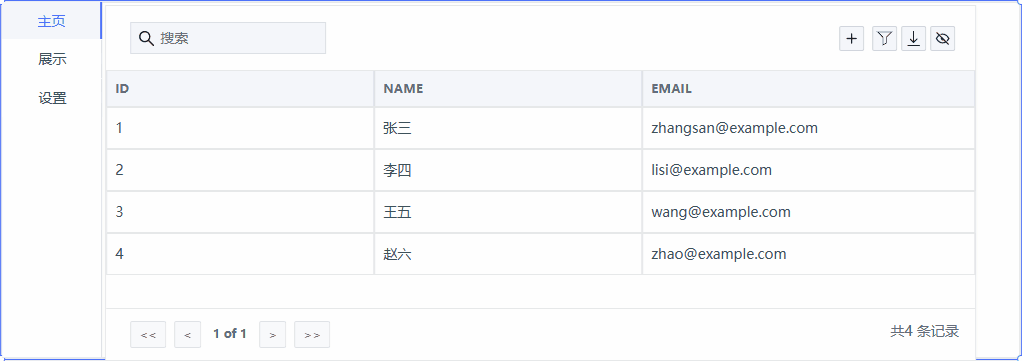 主页
展示
设置
搜索
ID NAME EMAIL
1 张三 zhangsan@example.com
2 李四 lisi@example.com
3 王五 wang@example.com
4 赵六 zhao@example.com
<< < 1 of 1 > >> 共4 条记录